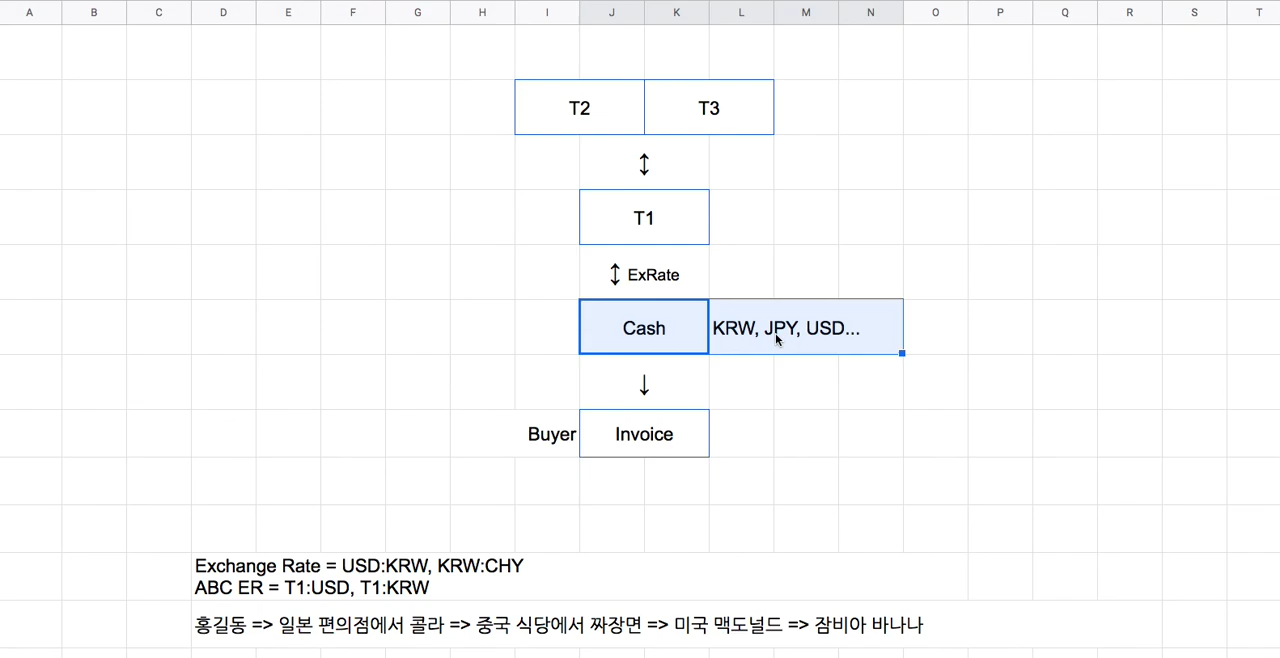 A B C D E F G H I J K L M N O P Q R S T
T2 T3
↕
T1
↕ ExRate
Cash KRW, JPY, USD...
↓
Buyer Invoice
Exchange Rate = USD:KRW, KRW:CHY
ABC ER = T1:USD, T1:KRW
홍길동 => 일본 편의점에서 콜라 => 중국 식당에서 짜장면 => 미국 맥도널드 => 잠비아 바나나